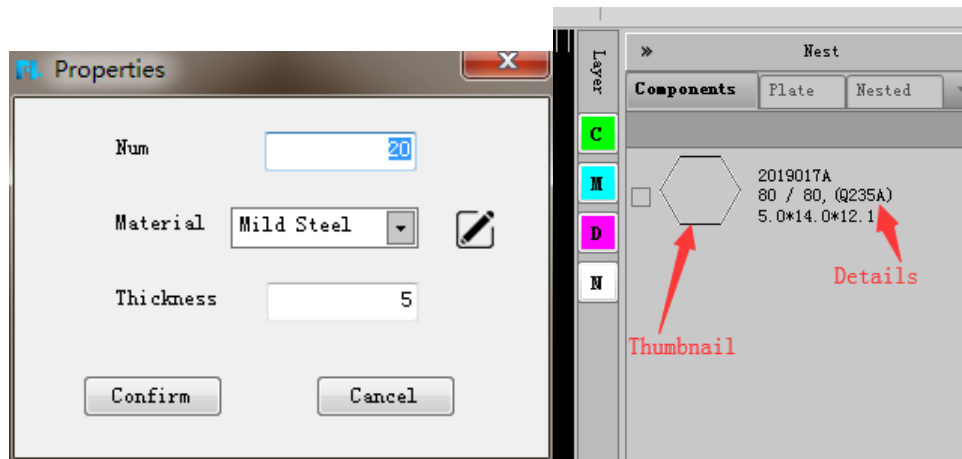 Properties
Num
20
Material
Mild Steel
Thickness
5
Confirm
Cancel
Layer
» Nest
Components
Plate
Nested
C
M
D
N
2019017A
80 / 80, (Q235A)
5.0*14.0*12.1
Details
Thumbnail